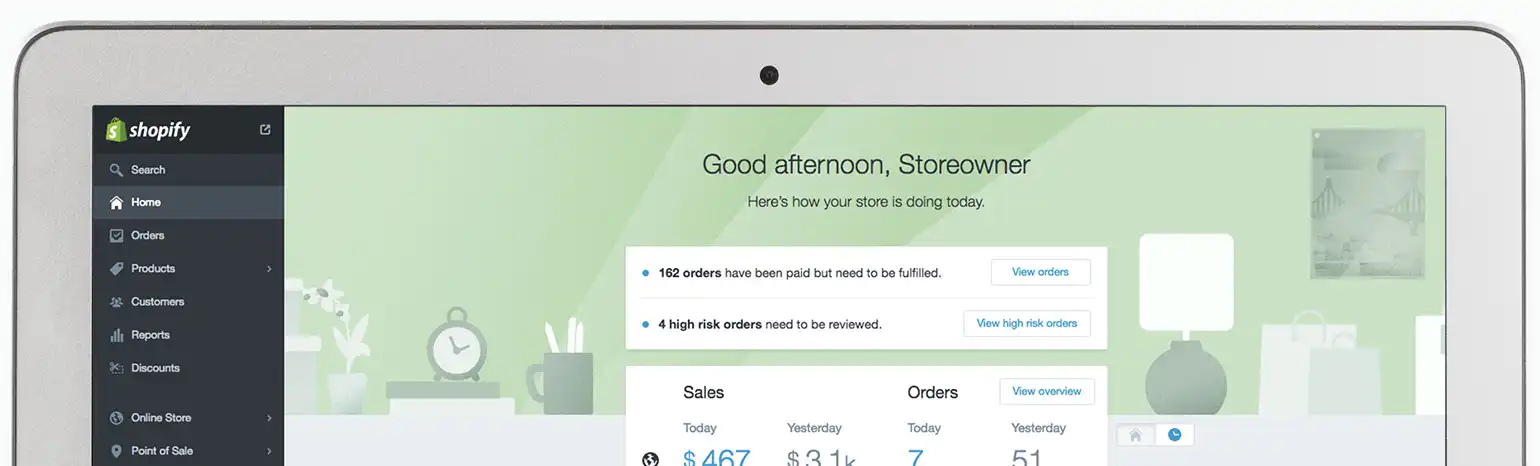 shopify
Search
Home
Orders
Products
Customers
Reports
Discounts
Online Store
Point of Sale
Good afternoon, Storeowner
Here's how your store is doing today.
162 orders have been paid but need to be fulfilled.
View orders
4 high risk orders need to be reviewed.
View high risk orders
Sales
Orders
View overview
Today
Yesterday
Today
Yesterday
$467
$3.1k
7
51